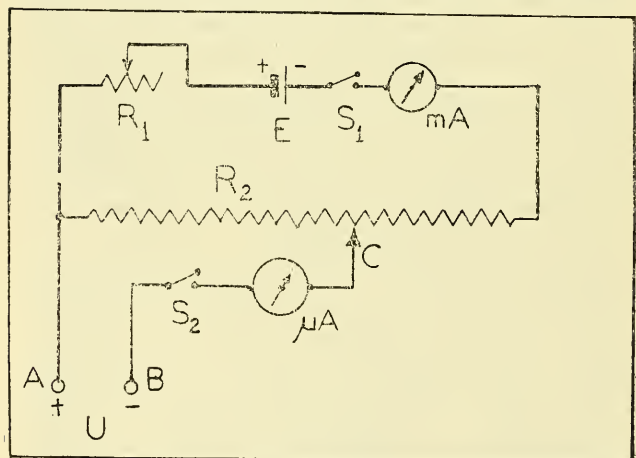 + -
R1 E S1 mA
R2
C
S2 μA
A B
+ -
U